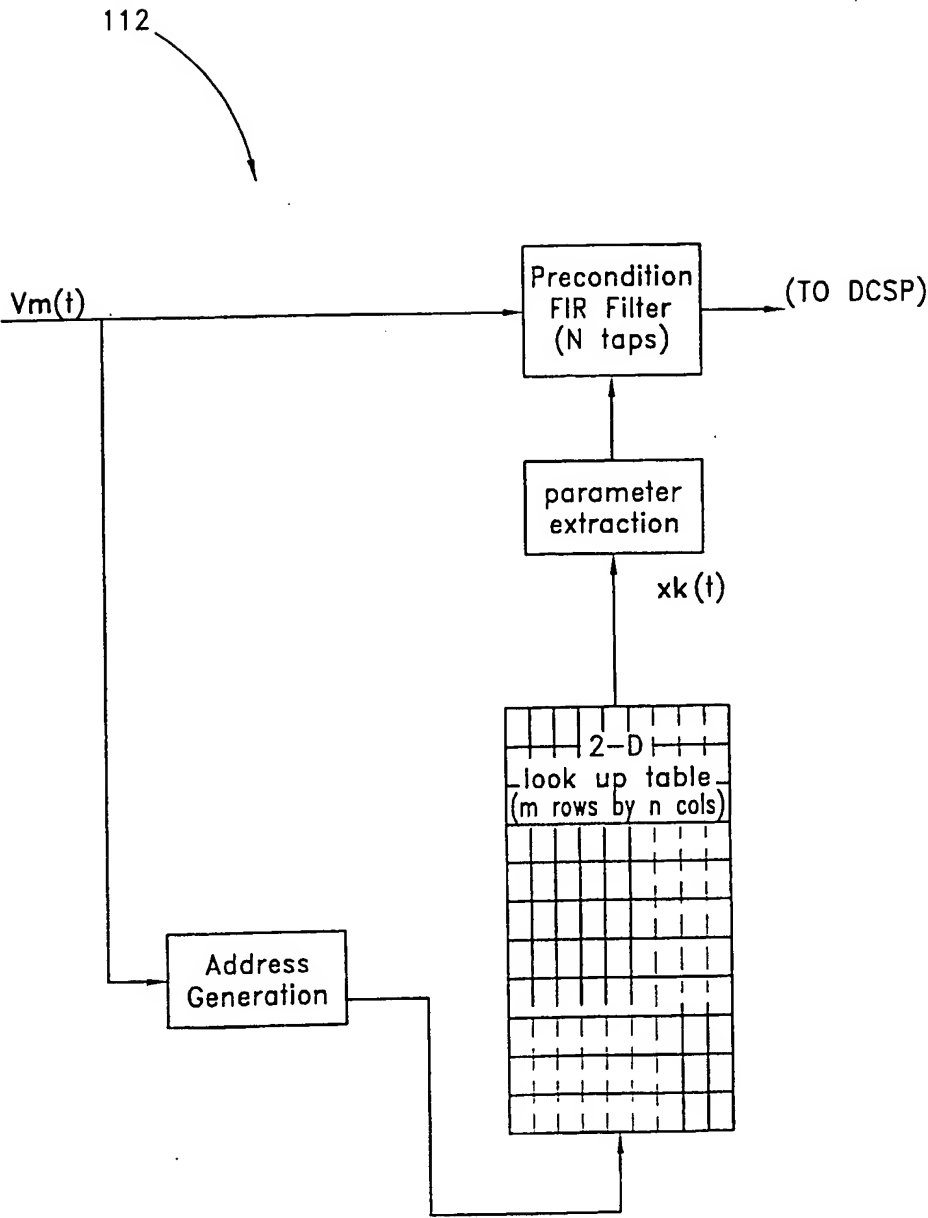 112
Vm(t)
Precondition
FIR Filter
(N taps)
(TO DCSP)
parameter
extraction
xk(t)
2-D
look up table
(m rows by n cols)
Address
Generation